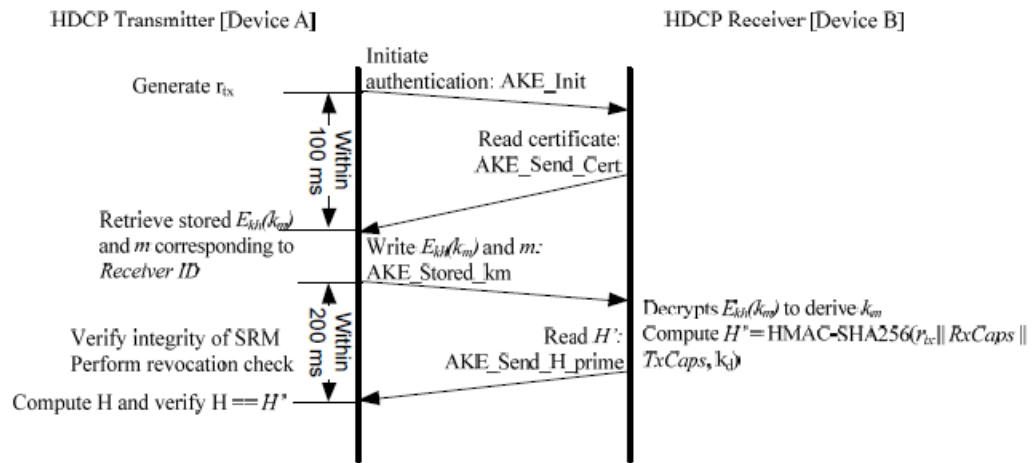 HDCP Transmitter [Device A]
HDCP Receiver [Device B]
Initiate
authentication: AKE_Init
Generate rtx
Within
100 ms
Read certificate:
AKE_Send_Cert
Retrieve stored Ekh(km)
and m corresponding to
Receiver ID
Write Ekh(km) and m:
AKE_Stored_km
Within
200 ms
Decrypts Ekh(km) to derive km
Compute H'=HMAC-SHA256(rtx|| RxCaps ||
TxCaps, kd)
Read H':
AKE_Send_H_prime
Verify integrity of SRM
Perform revocation check
Compute H and verify H == H'